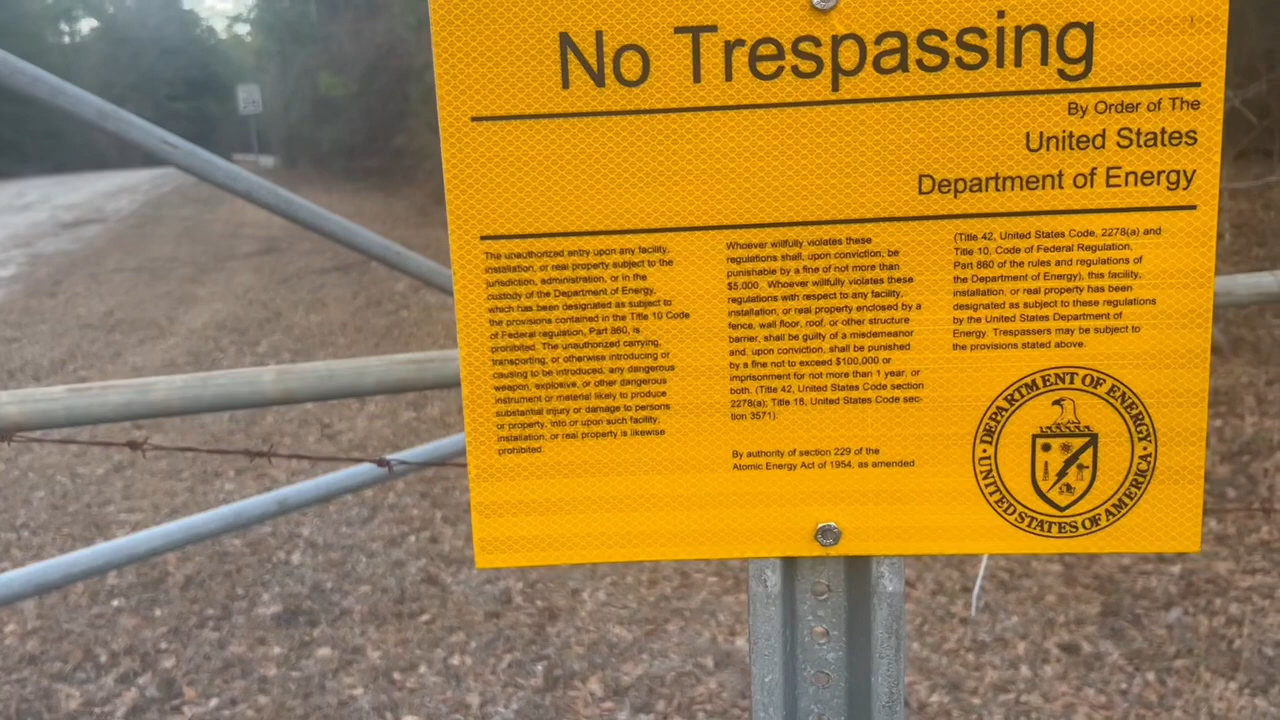 No Trespassing
By Order of The
United States
Department of Energy
The unauthorized entry upon any facility,
installation, or real property subject to the
jurisdiction, administration, or in the
custody of the Department of Energy,
which has been designated as subject to
the provisions contained in the Title 10 Code
of Federal regulation, Part 860, is
prohibited. The unauthorized carrying,
transporting, or otherwise introducing or
causing to be introduced, any dangerous
weapon, explosive, or other dangerous
instrument or material likely to produce
substantial injury or damage to persons
or property, into or upon such facility,
installation, or real property is likewise
prohibited.
Whoever willfully violates these
regulations shall, upon conviction, be
punishable by a fine of not more than
$5,000. Whoever willfully violates these
regulations with respect to any facility,
installation, or real property enclosed by a
fence, wall floor, roof, or other structure
barrier, shall be guilty of a misdemeanor
and, upon conviction, shall be punished
by a fine not to exceed $100,000 or
imprisonment for not more than 1 year, or
both. (Title 42, United States Code section
2278(a); Title 18, United States Code sec-
tion 3571).
By authority of section 229 of the
Atomic Energy Act of 1954, as amended
(Title 42, United States Code, 2278(a) and
Title 10, Code of Federal Regulation,
Part 860 of the rules and regulations of
the Department of Energy), this facility,
installation, or real property has been
designated as subject to these regulations
by the United States Department of
Energy. Trespassers may be subject to
the provisions stated above.
DEPARTMENT OF ENERGY
UNITED STATES OF AMERICA